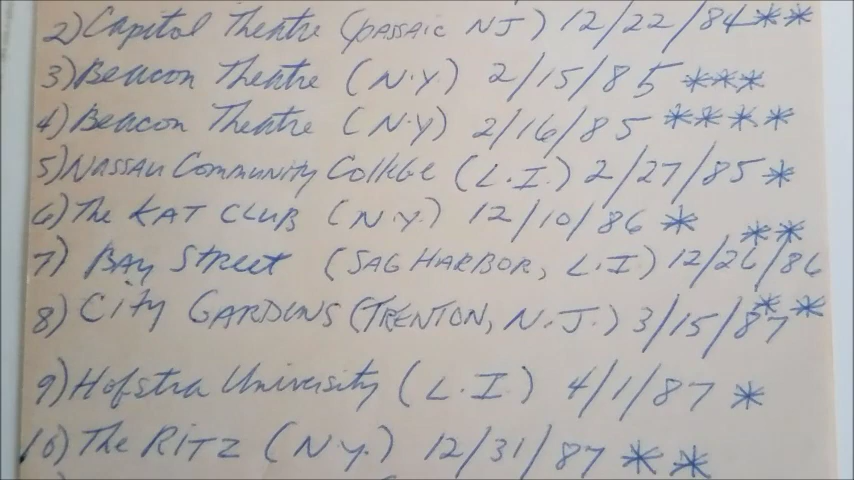 2) Capitol Theatre (passaic NJ) 12/22/84 **
3) Beacon Theatre (N.Y) 2/15/85 ***
4) Beacon Theatre (N.Y) 2/16/85 ****
5) Nassau Community College (L.I.) 2/27/85 *
6) The KAT CLUB (N.Y.) 12/10/86 *
7) BAY Street (SAG HARBOR, L.I) 12/26/86 **
8) City GARDENS (TRENTON, N.J.) 3/15/87 **
9) Hofstra University (L.I) 4/1/87 *
10) The RITZ (N.Y.) 12/31/87 **